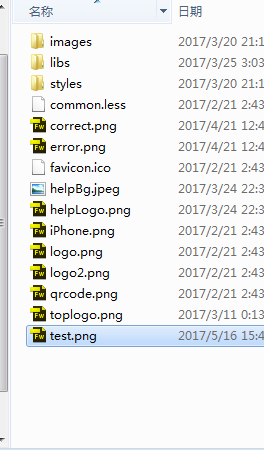 名称 日期
images 2017/3/20 21:1
libs 2017/3/25 3:03
styles 2017/3/20 21:1
common.less 2017/2/21 2:43
correct.png 2017/4/21 12:4
error.png 2017/4/21 12:4
favicon.ico 2017/2/21 2:43
helpBg.jpeg 2017/3/24 22:3
helpLogo.png 2017/3/24 22:3
iPhone.png 2017/2/21 2:43
logo.png 2017/2/21 2:43
logo2.png 2017/2/21 2:43
qrcode.png 2017/2/21 2:43
toplogo.png 2017/3/11 0:13
test.png 2017/5/16 15:4